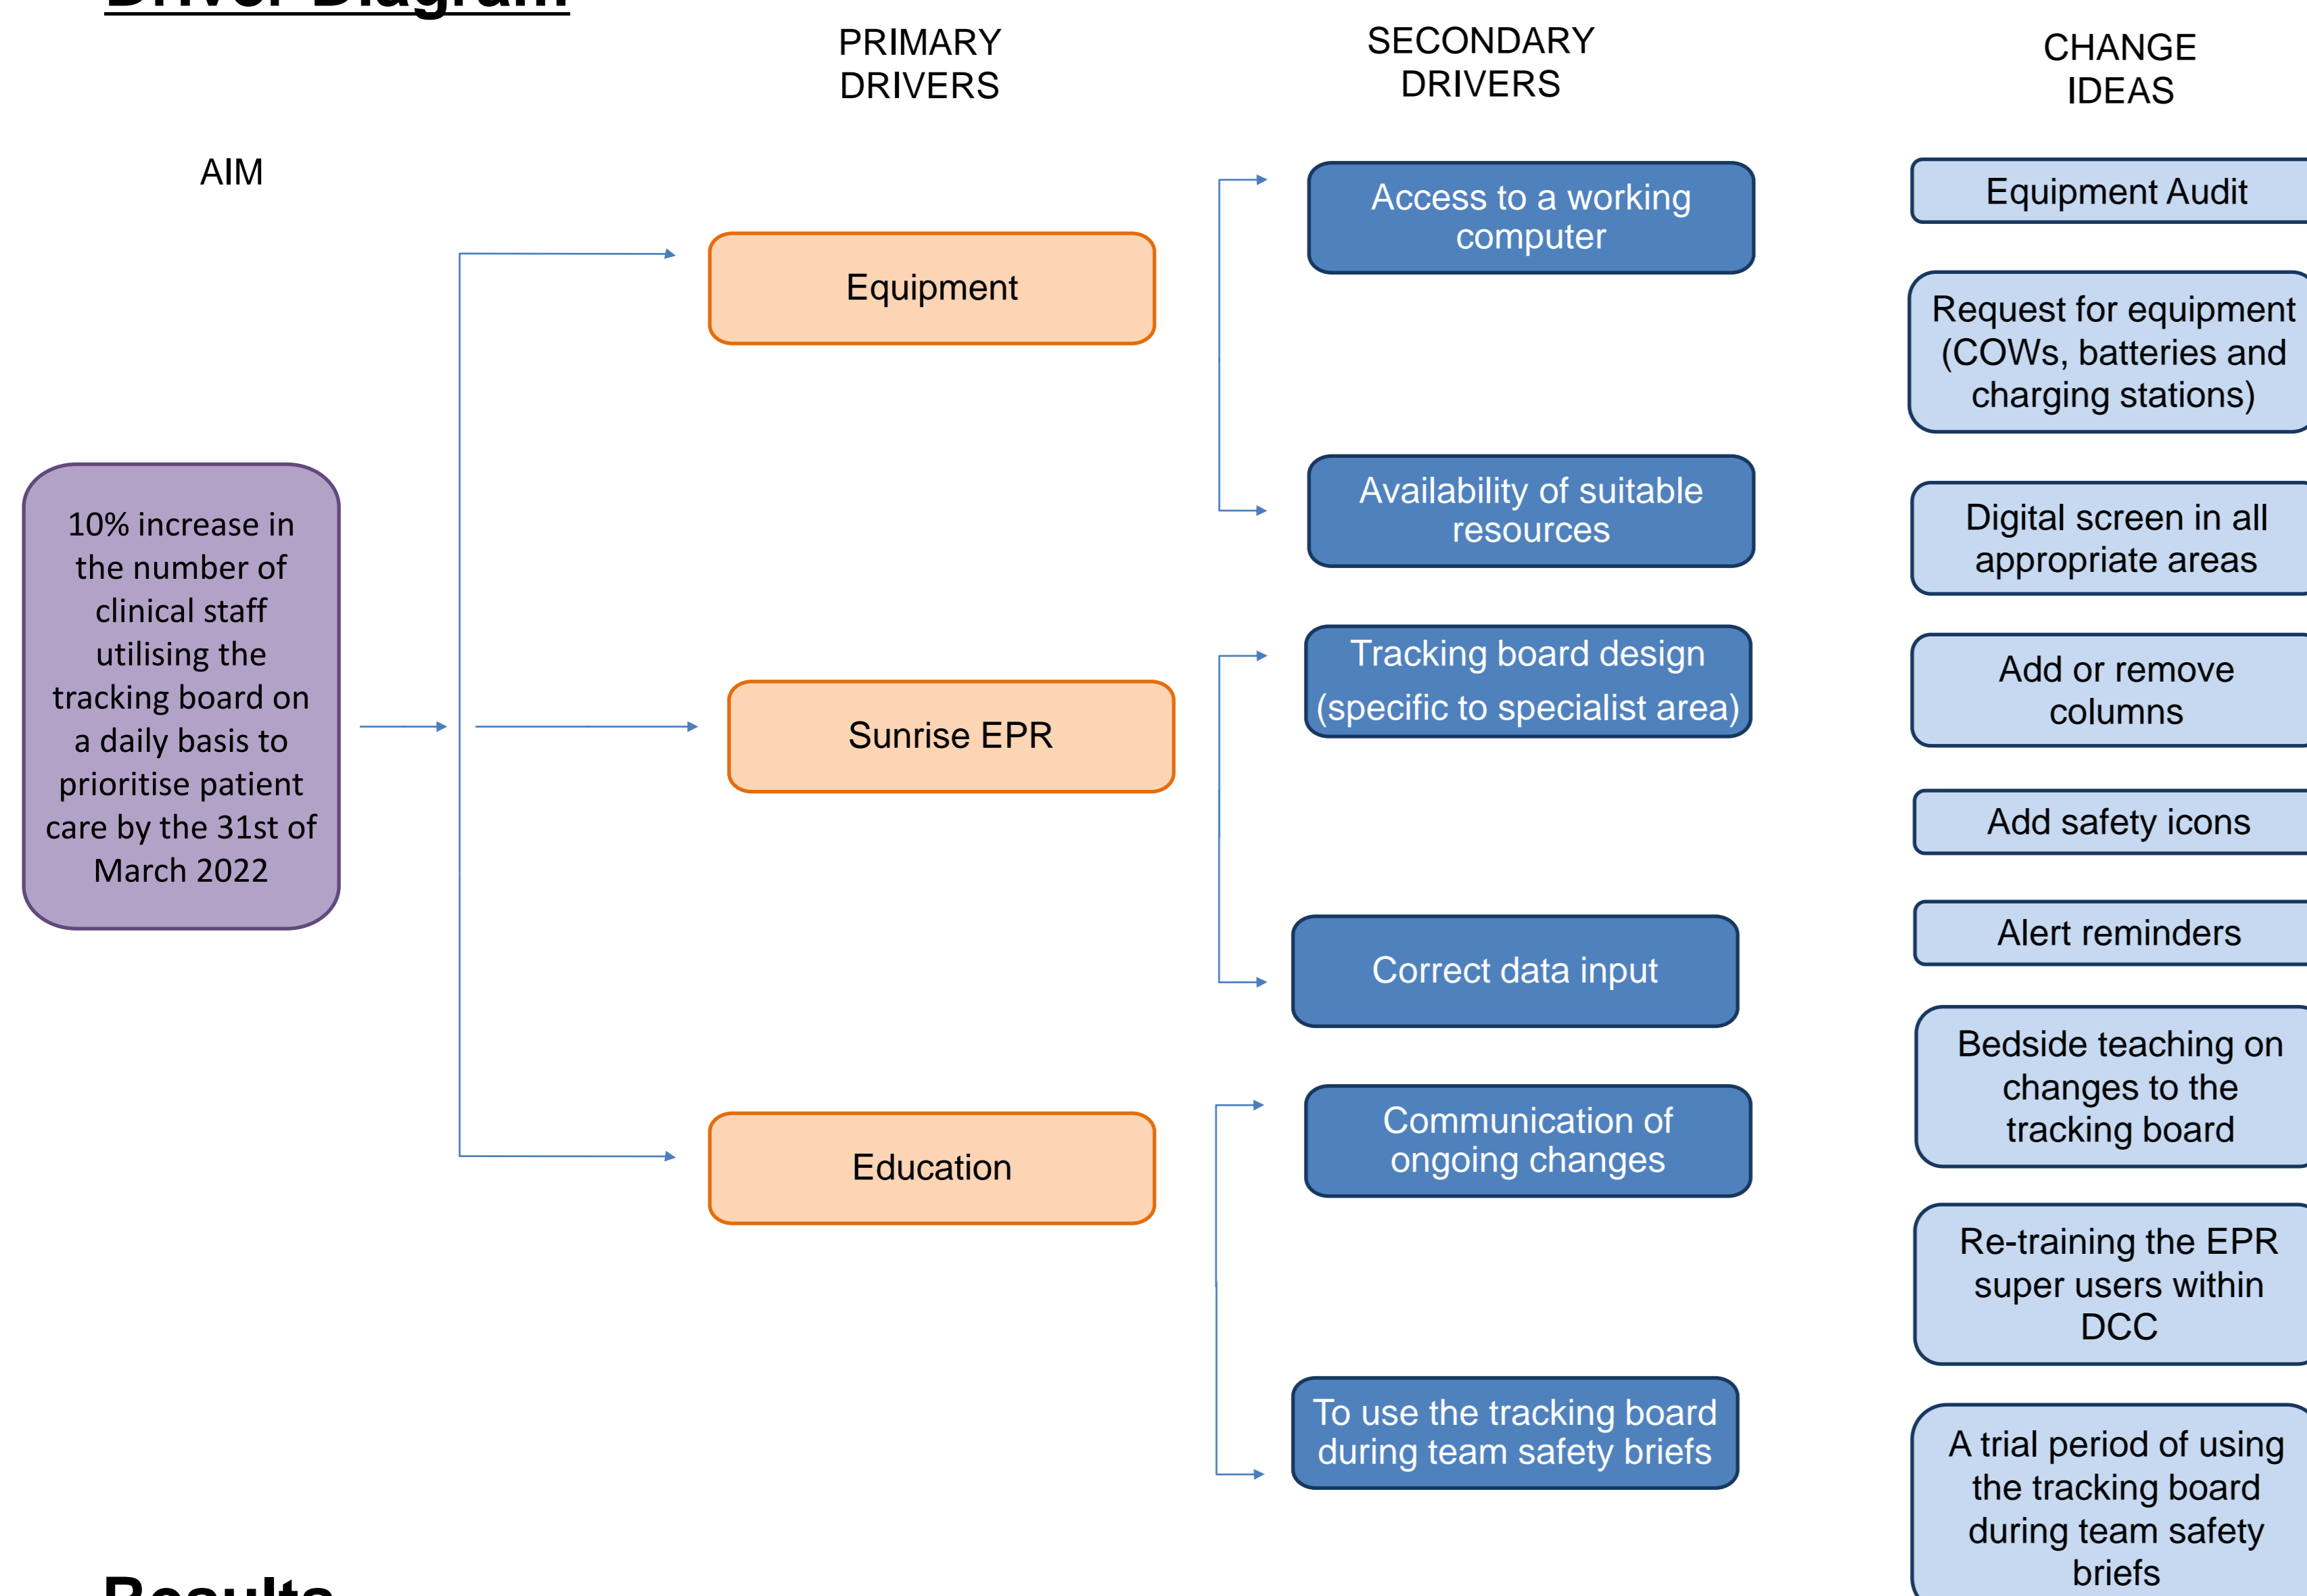 Driver Diagram
PRIMARY
DRIVERS
SECONDARY
DRIVERS
CHANGE
IDEAS
AIM
10% increase in
the number of
clinical staff
utilising the
tracking board on
a daily basis to
prioritise patient
care by the 31st of
March 2022
Equipment
Sunrise EPR
Education
Access to a working
computer
Availability of suitable
resources
Tracking board design
(specific to specialist area)
Correct data input
Communication of
ongoing changes
To use the tracking board
during team safety briefs
Equipment Audit
Request for equipment
(COWs, batteries and
charging stations)
Digital screen in all
appropriate areas
Add or remove
columns
Add safety icons
Alert reminders
Bedside teaching on
changes to the
tracking board
Re-training the EPR
super users within
DCC
A trial period of using
the tracking board
during team safety
briefs
Results